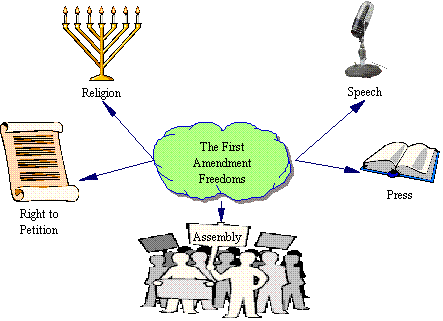 Religion
Speech
The First
Amendment
Freedoms
Right to
Petition
Press
Assembly